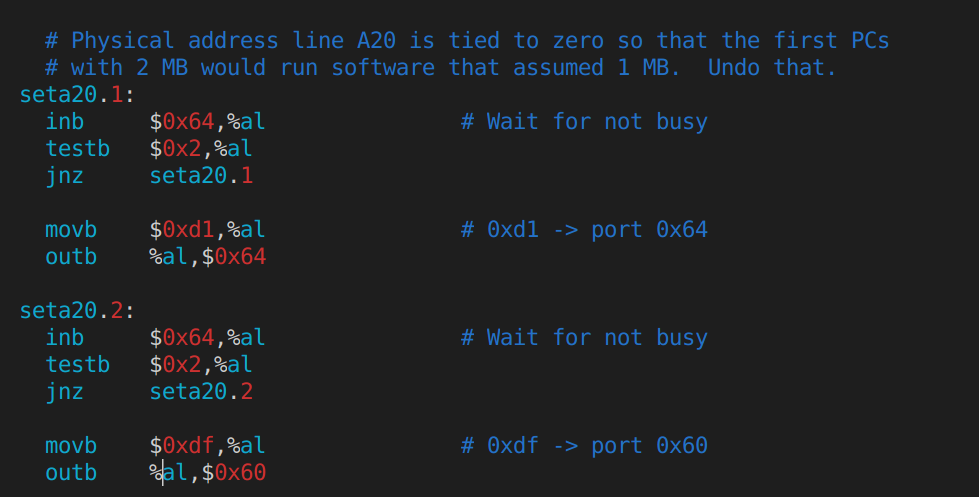 # Physical address line A20 is tied to zero so that the first PCs
# with 2 MB would run software that assumed 1 MB.  Undo that.
seta20.1:
inb     $0x64,%al               # Wait for not busy
testb   $0x2,%al
jnz     seta20.1
movb    $0xd1,%al               # 0xd1 -> port 0x64
outb    %al,$0x64
seta20.2:
inb     $0x64,%al               # Wait for not busy
testb   $0x2,%al
jnz     seta20.2
movb    $0xdf,%al               # 0xdf -> port 0x60
outb    %al,$0x60